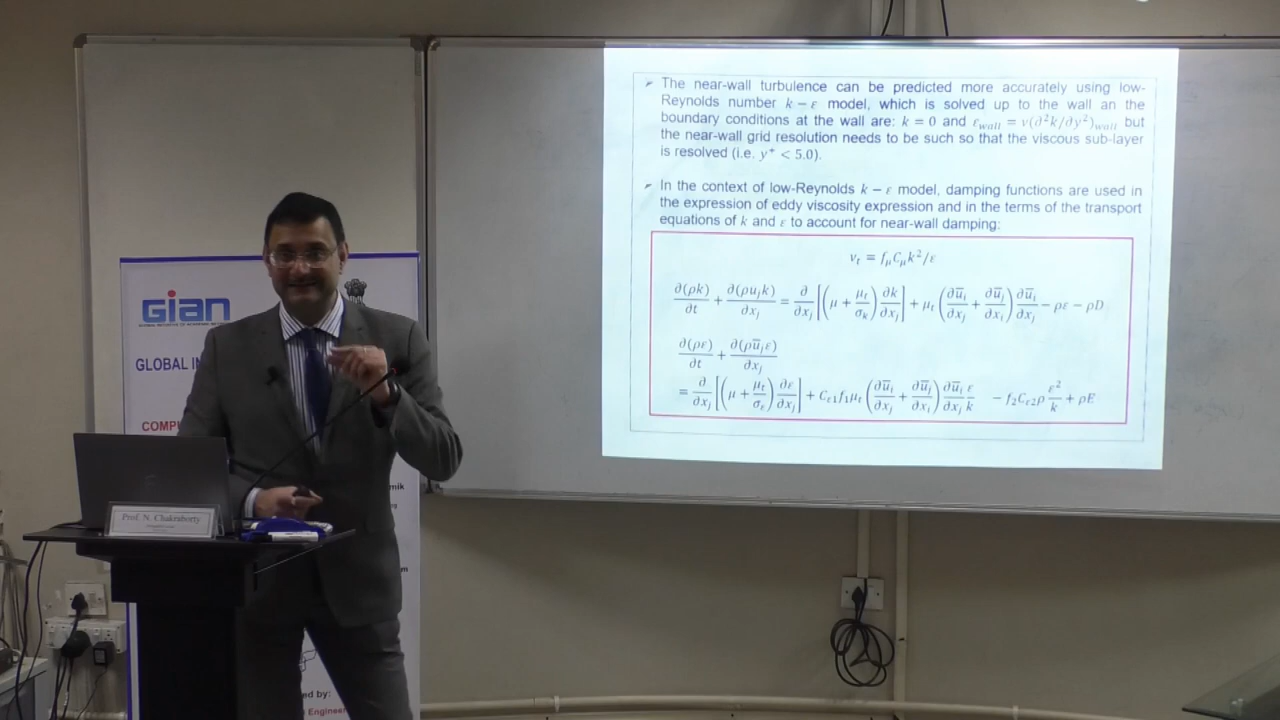 ➢ The near-wall turbulence can be predicted more accurately using low-
Reynolds number k − ε model, which is solved up to the wall an the
boundary conditions at the wall are: k = 0 and ε_wall = ν(∂²k/∂y²)_wall but
the near-wall grid resolution needs to be such so that the viscous sub-layer
is resolved (i.e. y⁺ < 5.0).
➢ In the context of low-Reynolds k − ε model, damping functions are used in
the expression of eddy viscosity expression and in the terms of the transport
equations of k and ε to account for near-wall damping:
ν_t = f_μ C_μ k²/ε
∂(ρk)/∂t + ∂(ρu_j k)/∂x_j = ∂/∂x_j [(μ + μ_t/σ_k) ∂k/∂x_j] + μ_t (∂ū_i/∂x_j + ∂ū_j/∂x_i) ∂ū_i/∂x_j − ρε − ρD
∂(ρε)/∂t + ∂(ρū_j ε)/∂x_j
= ∂/∂x_j [(μ + μ_t/σ_ε) ∂ε/∂x_j] + C_ε1 f_1 μ_t (∂ū_i/∂x_j + ∂ū_j/∂x_i) ∂ū_i/∂x_j ε/k − f_2 C_ε2 ρ ε²/k + ρE
gian
GLOBAL IN
COMPU
Prof. N. Chakraborty
nik
ed by:
Engineer